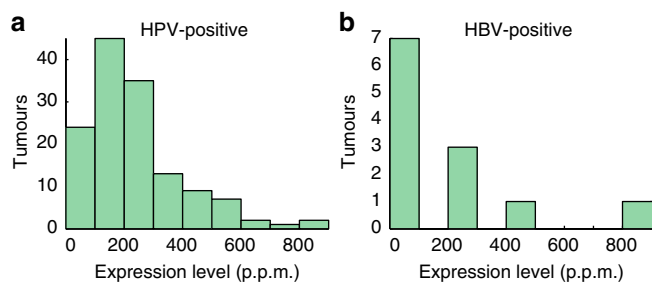 a
HPV-positive
Tumours
40
30
20
10
0
0 200 400 600 800
Expression level (p.p.m.)
b
HBV-positive
Tumours
7
6
5
4
3
2
1
0
0 200 400 600 800
Expression level (p.p.m.)